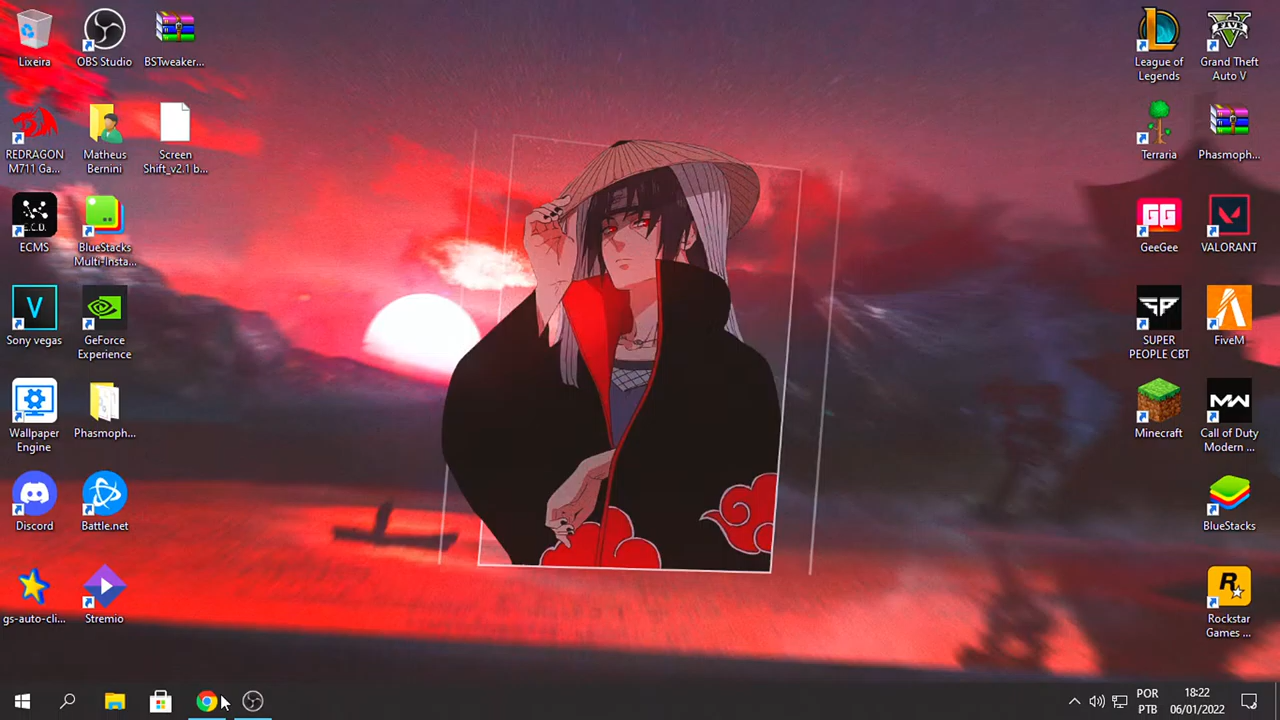 Lixeira
OBS Studio
BSTweaker...
REDRAGON
M711 Ga...
Matheus
Bernini
Screen
Shift_v2.1 b...
E.C.D.
ECMS
BlueStacks
Multi-Insta...
V
Sony vegas
GeForce
Experience
Wallpaper
Engine
Phasmoph...
Discord
Battle.net
gs-auto-cli...
Stremio
League of
Legends
FIVE
Grand Theft
Auto V
Terraria
Phasmoph...
GG
GeeGee
VALORANT
SUPER
PEOPLE CBT
FiveM
Minecraft
MW
Call of Duty
Modern ...
BlueStacks
R
Rockstar
Games ...
POR
PTB
18:22
06/01/2022